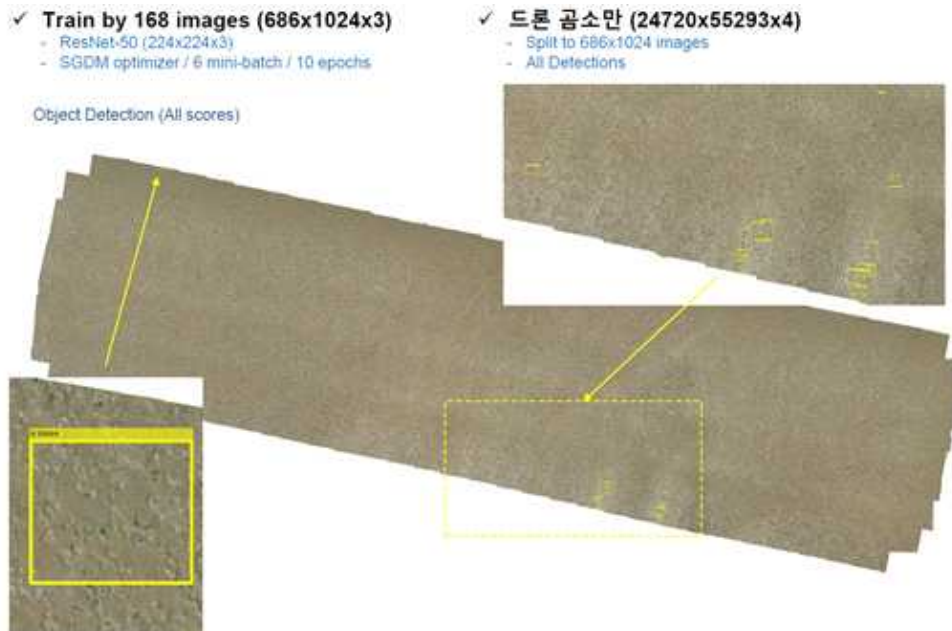 ✓ Train by 168 images (686x1024x3)
- ResNet-50 (224x224x3)
- SGDM optimizer / 6 mini-batch / 10 epochs
Object Detection (All scores)
✓ 드론 곰소만 (24720x55293x4)
- Split to 686x1024 images
- All Detections